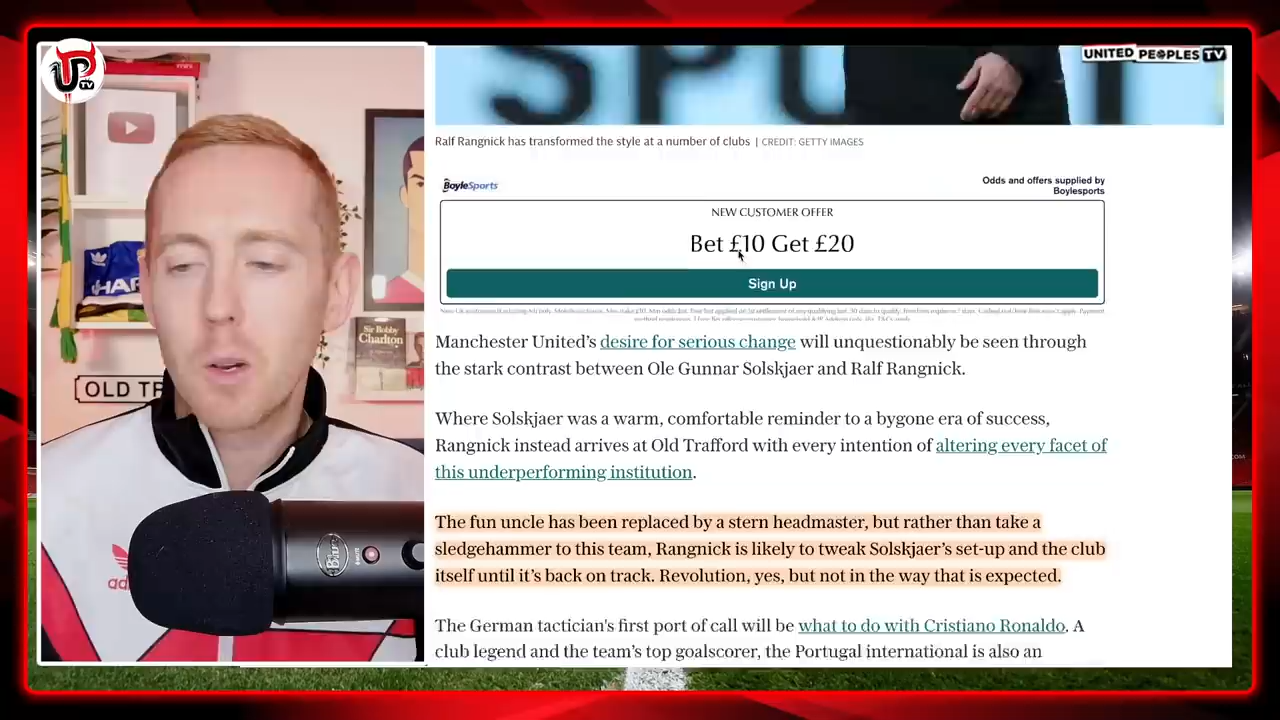 UP
TV
UNITED PEOPLES TV
SPORT
Ralf Rangnick has transformed the style at a number of clubs | CREDIT: GETTY IMAGES
BoyleSports
Odds and offers supplied by
Boylesports
NEW CUSTOMER OFFER
Bet £10 Get £20
Sign Up
Manchester United’s desire for serious change will unquestionably be seen through
the stark contrast between Ole Gunnar Solskjaer and Ralf Rangnick.
Where Solskjaer was a warm, comfortable reminder to a bygone era of success,
Rangnick instead arrives at Old Trafford with every intention of altering every facet of
this underperforming institution.
The fun uncle has been replaced by a stern headmaster, but rather than take a
sledgehammer to this team, Rangnick is likely to tweak Solskjaer’s set-up and the club
itself until it’s back on track. Revolution, yes, but not in the way that is expected.
The German tactician's first port of call will be what to do with Cristiano Ronaldo. A
club legend and the team’s top goalscorer, the Portugal international is also an
SHAR
Sir Bobby
Charlton
OLD TR
Blue
adi